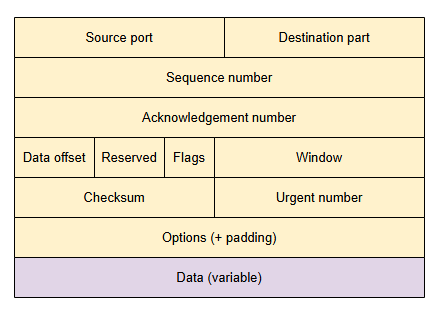 Source port
Destination part
Sequence number
Acknowledgement number
Data offset
Reserved
Flags
Window
Checksum
Urgent number
Options (+ padding)
Data (variable)